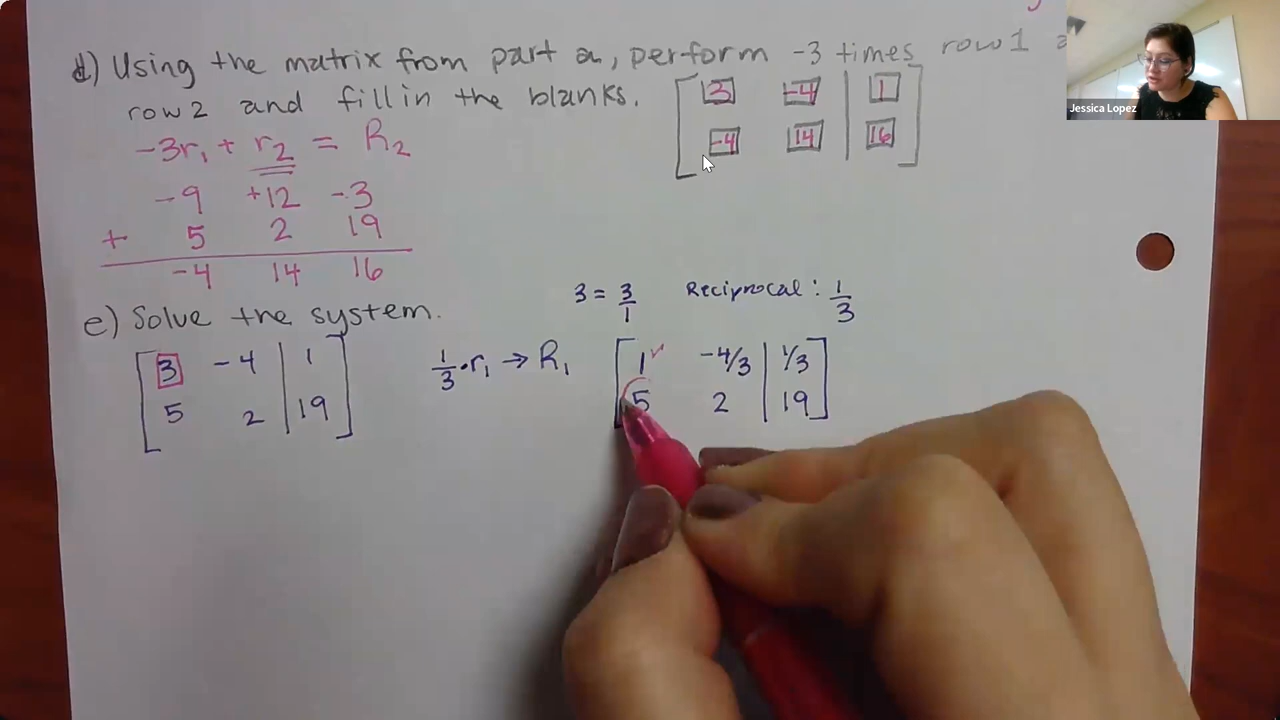 d) Using the matrix from part a, perform -3 times row 1
row 2 and fill in the blanks.
[ 3 -4 | 1 ]
[ -4 14 | 16 ]
-3r₁ + r₂ = R₂
-9 +12 -3
+ 5 2 19
-4 14 16
e) Solve the system.
3 = 3/1 Reciprocal: 1/3
[ 3 -4 | 1 ]
[ 5 2 | 19 ]
1/3 · r₁ → R₁
[ 1 -4/3 | 1/3 ]
[ 5 2 | 19 ]
Jessica Lopez